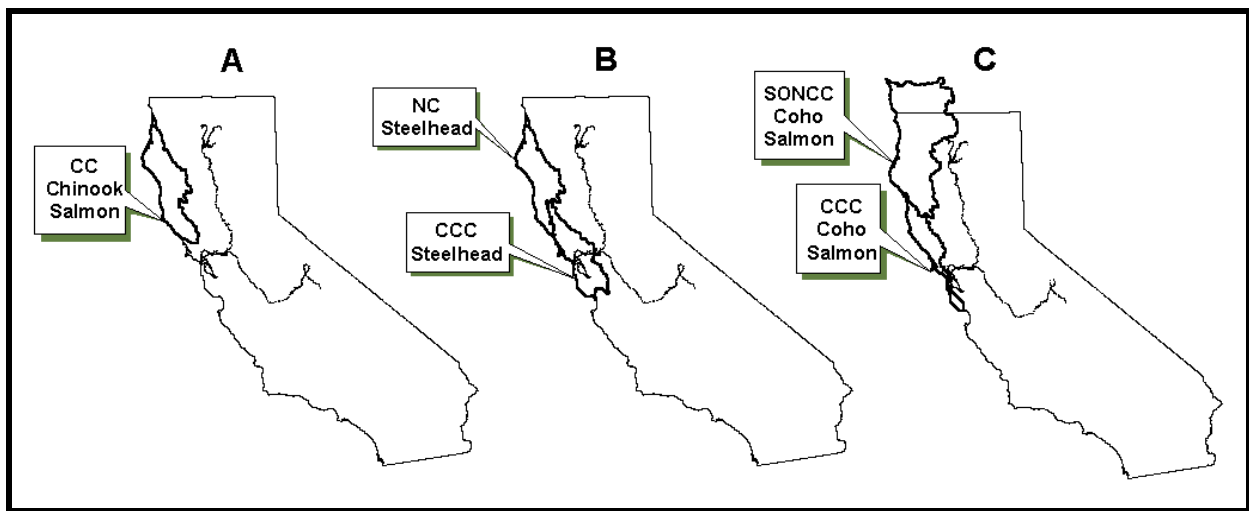 A
CC
Chinook
Salmon
B
NC
Steelhead
CCC
Steelhead
C
SONCC
Coho
Salmon
CCC
Coho
Salmon